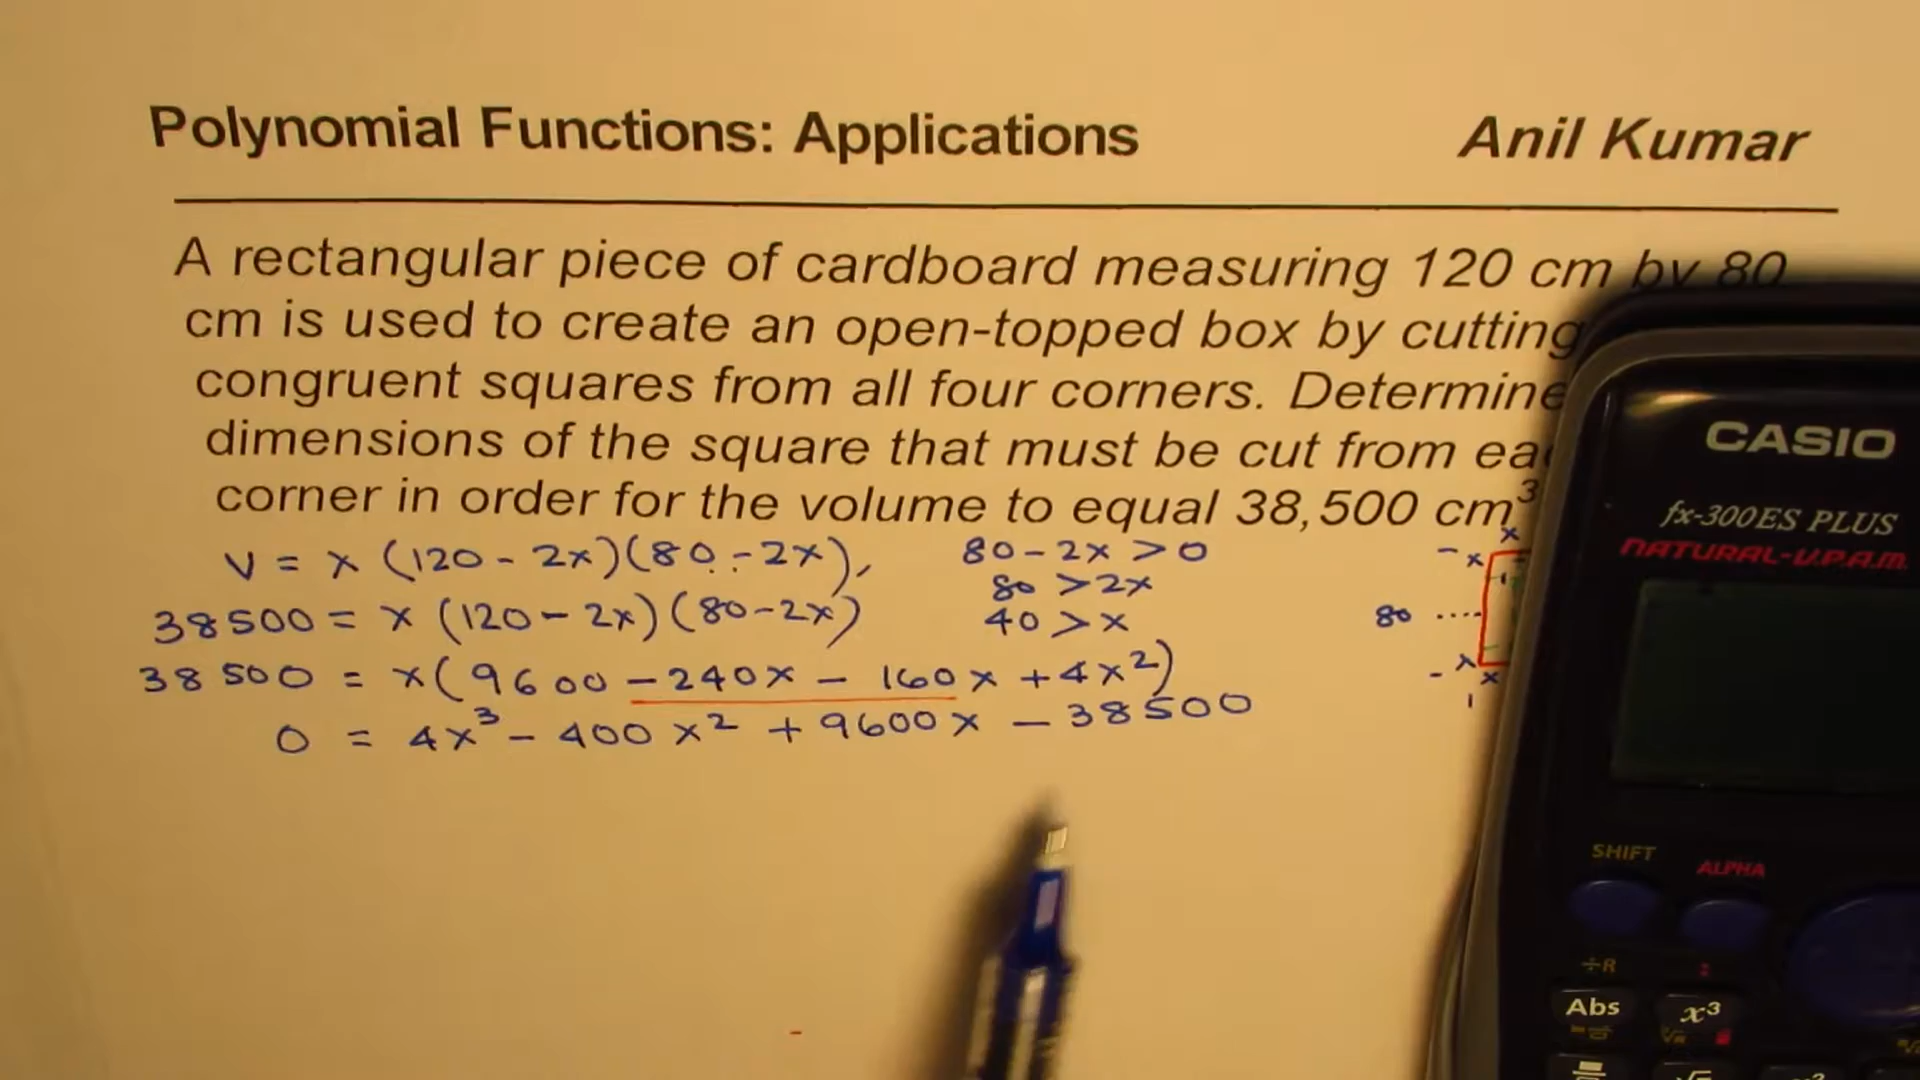 Polynomial Functions: Applications Anil Kumar
A rectangular piece of cardboard measuring 120 cm by 80
cm is used to create an open-topped box by cutting
congruent squares from all four corners. Determine
dimensions of the square that must be cut from ea
corner in order for the volume to equal 38,500 cm³
V = x (120 - 2x)(80 - 2x), 80 - 2x > 0
80 > 2x
38500 = x (120 - 2x)(80 - 2x) 40 > x
38500 = x(9600 - 240x - 160x + 4x²)
0 = 4x³ - 400x² + 9600x - 38500
x
x
80
x
x
CASIO
fx-300ES PLUS
NATURAL-V.P.A.M.
SHIFT ALPHA
÷R :
Abs x³